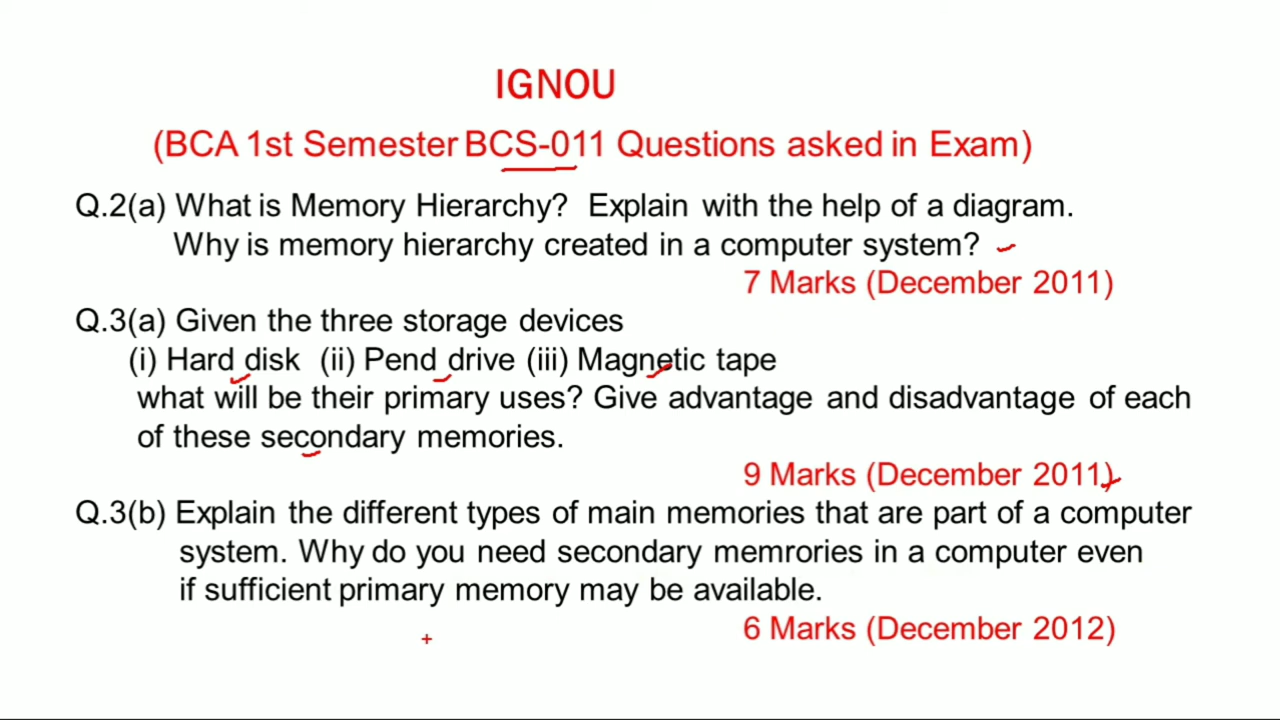 IGNOU
(BCA 1st Semester BCS-011 Questions asked in Exam)
Q.2(a) What is Memory Hierarchy? Explain with the help of a diagram.
Why is memory hierarchy created in a computer system?
7 Marks (December 2011)
Q.3(a) Given the three storage devices
(i) Hard disk (ii) Pend drive (iii) Magnetic tape
what will be their primary uses? Give advantage and disadvantage of each
of these secondary memories.
9 Marks (December 2011)
Q.3(b) Explain the different types of main memories that are part of a computer
system. Why do you need secondary memrories in a computer even
if sufficient primary memory may be available.
6 Marks (December 2012)